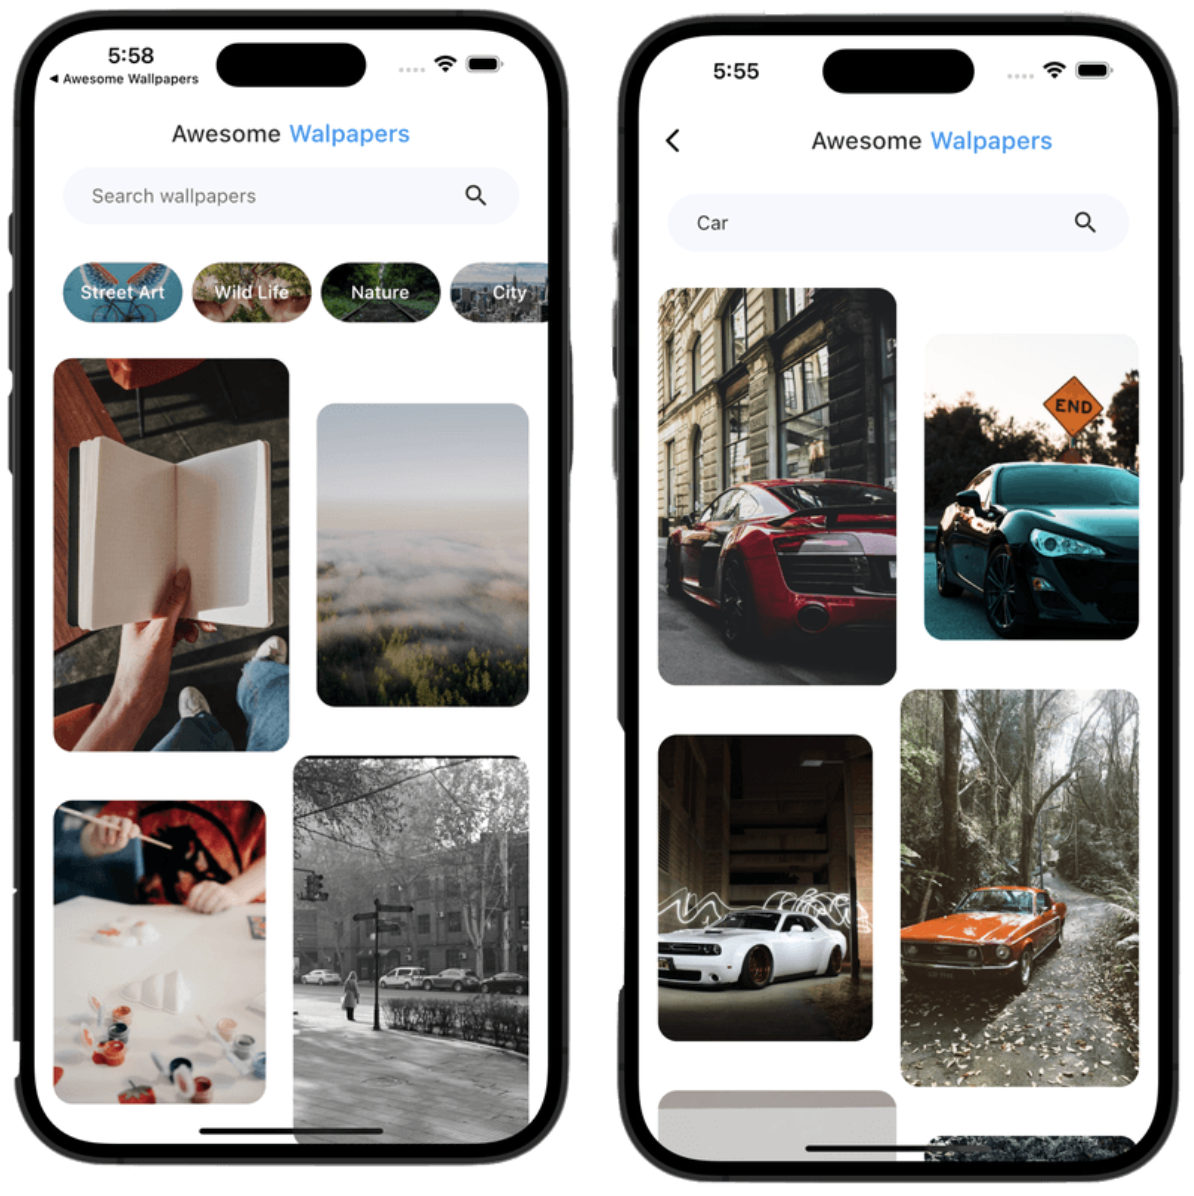 5:58
◀ Awesome Wallpapers
Awesome Walpapers
Search wallpapers
Street Art
Wild Life
Nature
City
5:55
Awesome Walpapers
Car
END